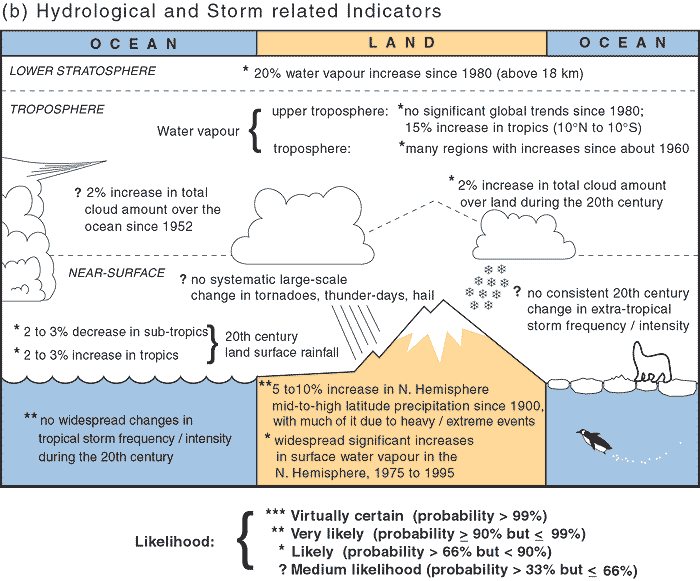 (b) Hydrological and Storm related Indicators
OCEAN LAND OCEAN
LOWER STRATOSPHERE
* 20% water vapour increase since 1980 (above 18 km)
TROPOSPHERE
Water vapour
upper troposphere: *no significant global trends since 1980;
15% increase in tropics (10°N to 10°S)
troposphere: *many regions with increases since about 1960
? 2% increase in total
cloud amount over the
ocean since 1952
* 2% increase in total cloud amount
over land during the 20th century
NEAR-SURFACE
? no systematic large-scale
change in tornadoes, thunder-days, hail
? no consistent 20th century
change in extra-tropical
storm frequency / intensity
* 2 to 3% decrease in sub-tropics
* 2 to 3% increase in tropics
20th century
land surface rainfall
** no widespread changes in
tropical storm frequency / intensity
during the 20th century
**5 to10% increase in N. Hemisphere
mid-to-high latitude precipitation since 1900,
with much of it due to heavy / extreme events
* widespread significant increases
in surface water vapour in the
N. Hemisphere, 1975 to 1995
Likelihood:
*** Virtually certain (probability > 99%)
** Very likely (probability ≥ 90% but ≤ 99%)
* Likely (probability > 66% but < 90%)
? Medium likelihood (probability > 33% but ≤ 66%)